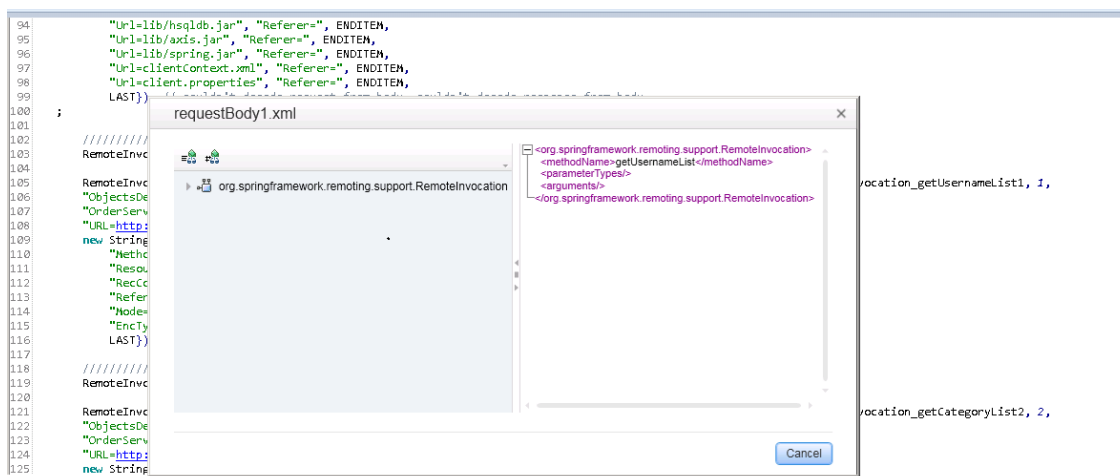 94 "Url=lib/hsqldb.jar", "Referer=", ENDITEM,
95 "Url=lib/axis.jar", "Referer=", ENDITEM,
96 "Url=lib/spring.jar", "Referer=", ENDITEM,
97 "Url=clientContext.xml", "Referer=", ENDITEM,
98 "Url=client.properties", "Referer=", ENDITEM,
99 LAST})
100 ;
101
102 //////////
103 RemoteInvo
104
105 RemoteInvo
106 "ObjectsDe
107 "OrderServ
108 "URL=http:
109 new String
110 "Metho
111 "Resou
112 "RecCo
113 "Refer
114 "Mode=
115 "EncTy
116 LAST})
117
118 //////////
119 RemoteInvo
120
121 RemoteInvo
122 "ObjectsDe
123 "OrderServ
124 "URL=http:
125 new String
requestBody1.xml
org.springframework.remoting.support.RemoteInvocation
<org.springframework.remoting.support.RemoteInvocation>
<methodName>getUsernameList</methodName>
<parameterTypes/>
<arguments/>
</org.springframework.remoting.support.RemoteInvocation>
Cancel
vocation_getUsernameList1, 1,
vocation_getCategoryList2, 2,